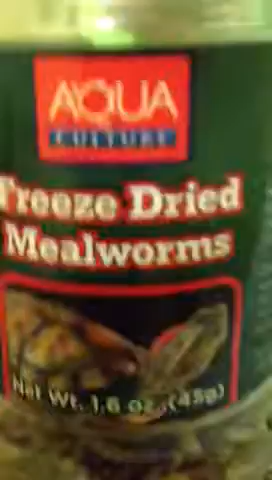 AQUA
CULTURE
Freeze Dried
Mealworms
Net Wt. 1.6 oz. (45g)